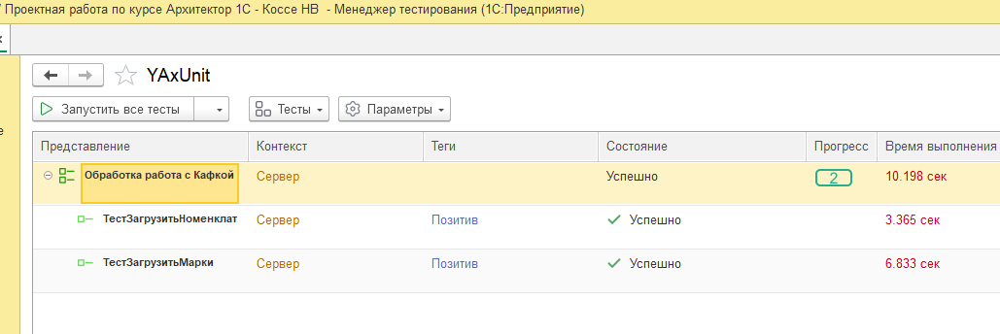 Проектная работа по курсе Архитектор 1С - Коссе НВ - Менеджер тестирования (1С:Предприятие)
YAxUnit
Запустить все тесты Тесты Параметры
Представление Контекст Теги Состояние Прогресс Время выполнения
Обработка работа с Кафкой Сервер Успешно 2 10.198 сек
ТестЗагрузитьНоменклат Сервер Позитив Успешно 3.365 сек
ТестЗагрузитьМарки Сервер Позитив Успешно 6.833 сек